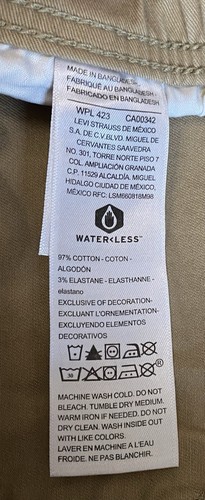 MADE IN BANGLADESH
FABRIQUÉ AU BANGLADESH
FABRICADO EN BANGLADESH
WPL 423 CA00342
LEVI STRAUSS DE MÉXICO
S.A. DE C.V. BLVD. MIGUEL DE
CERVANTES SAAVEDRA
NO. 301, TORRE NORTE PISO 7
COL. AMPLIACIÓN GRANADA
C.P. 11529 ALCALDÍA, MIGUEL
HIDALGO CIUDAD DE MÉXICO,
MÉXICO RFC: LSM660818M98
WATER<LESS™
97% COTTON - COTON -
ALGODÓN
3% ELASTANE - ELASTHANNE -
elastano
EXCLUSIVE OF DECORATION-
EXCLUANT L'ORNEMENTATION-
EXCLUYENDO ELEMENTOS
DECORATIVOS
MACHINE WASH COLD. DO NOT
BLEACH. TUMBLE DRY MEDIUM.
WARM IRON IF NEEDED. DO NOT
DRY CLEAN. WASH INSIDE OUT
WITH LIKE COLORS.
LAVER EN MACHINE A L'EAU
FROIDE. NE PAS BLANCHIR.